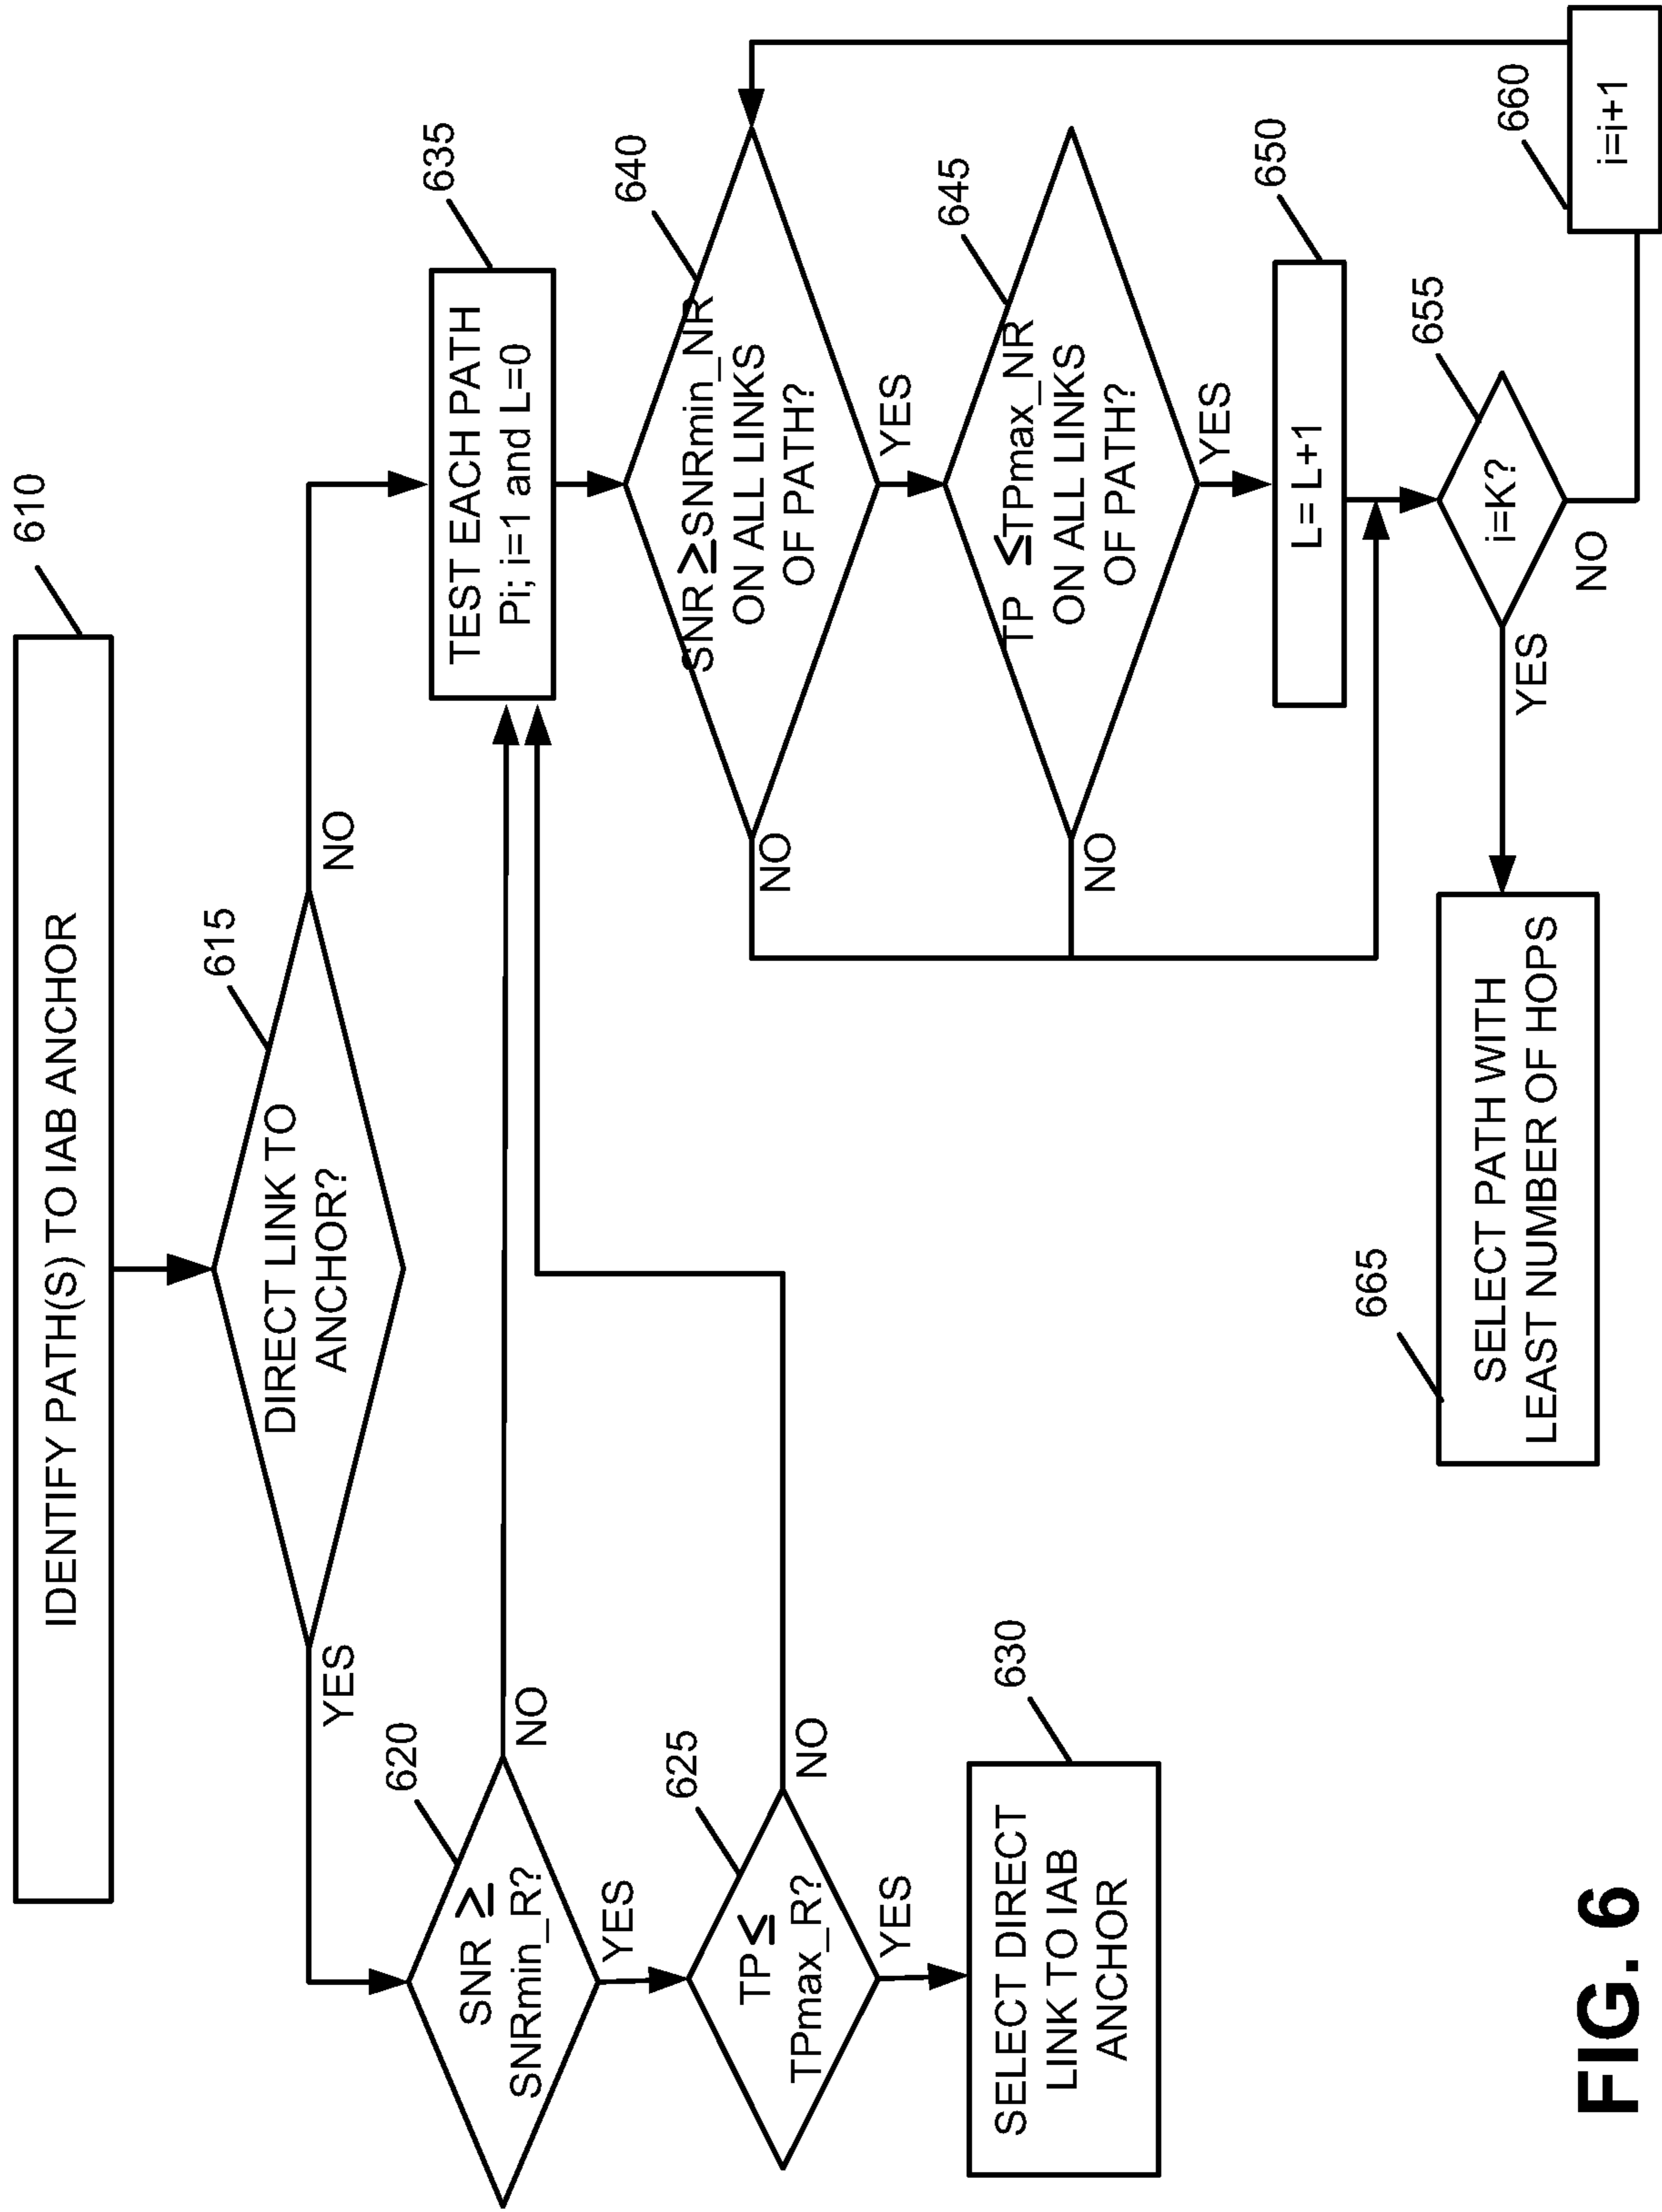 610
IDENTIFY PATH(S) TO IAB ANCHOR
615
DIRECT LINK TO
ANCHOR?
YES
NO
620
SNR ≥
SNRmin_R?
NO
YES
625
TP ≤
TPmax_R?
NO
YES
630
SELECT DIRECT
LINK TO IAB
ANCHOR
635
TEST EACH PATH
Pi; i=1 and L=0
640
SNR ≥SNRmin_NR
ON ALL LINKS
OF PATH?
NO
YES
645
TP ≤TPmax_NR
ON ALL LINKS
OF PATH?
NO
YES
650
L= L+1
655
i=K?
YES
NO
660
i=i+1
665
SELECT PATH WITH
LEAST NUMBER OF HOPS
FIG. 6